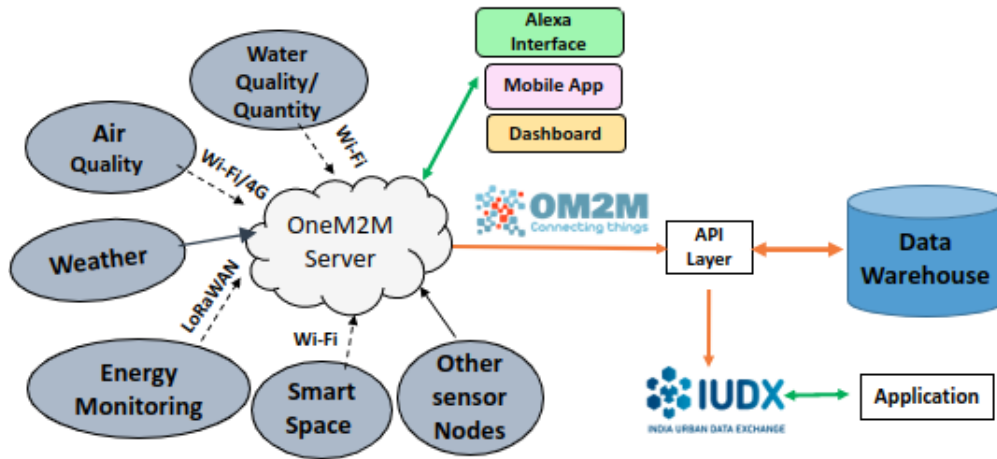 Alexa
Interface
Mobile App
Dashboard
Water
Quality/
Quantity
Air
Quality
Wi-Fi
Wi-Fi/4G
Weather
OneM2M
Server
OM2M
Connecting things
API
Layer
Data
Warehouse
LoRaWAN
Wi-Fi
Energy
Monitoring
Smart
Space
Other
sensor
Nodes
IUDX
INDIA URBAN DATA EXCHANGE
Application